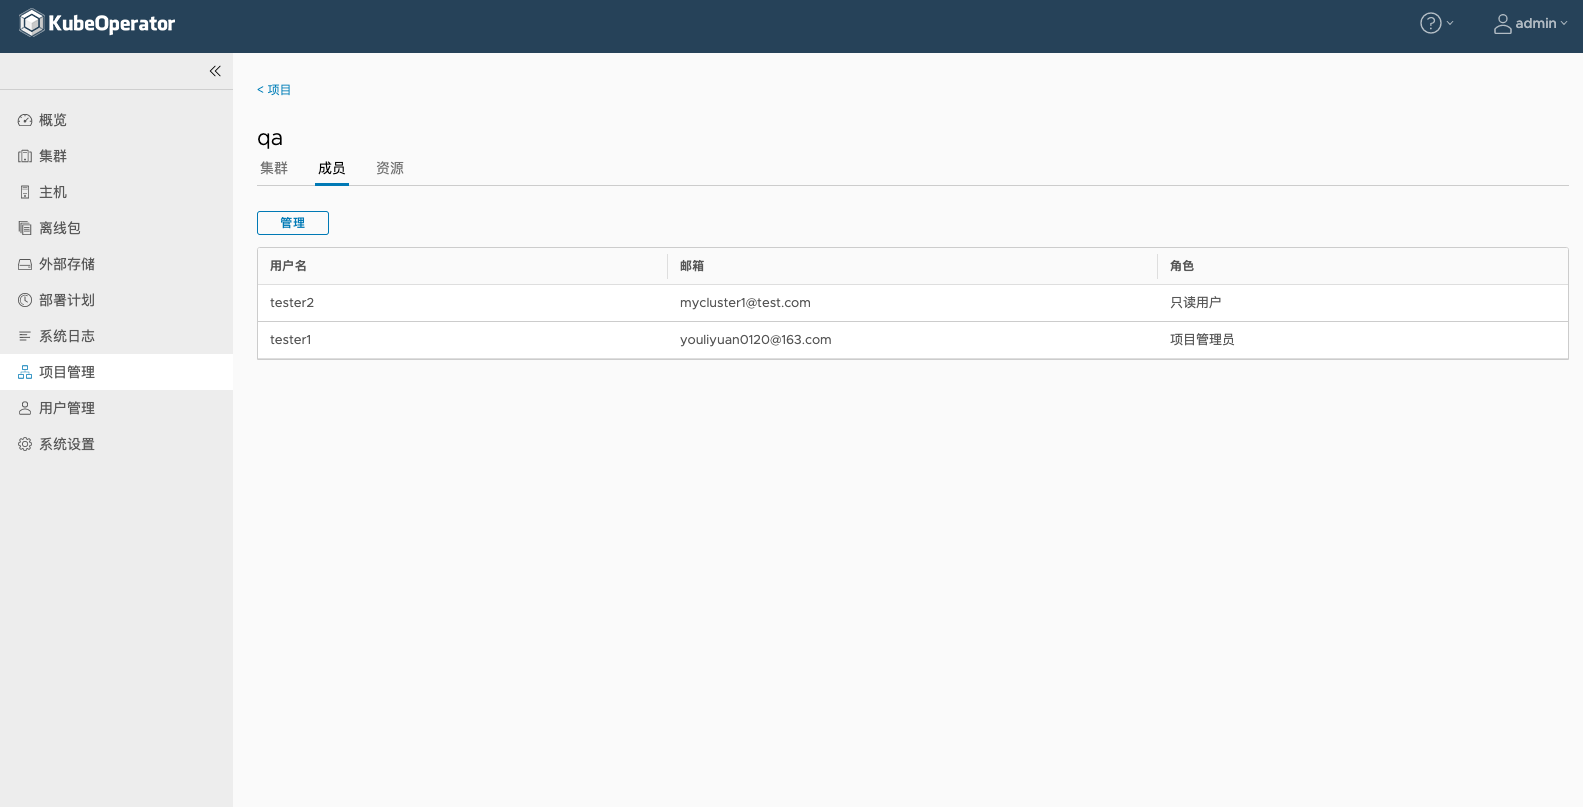 KubeOperator
admin
概览
集群
主机
离线包
外部存储
部署计划
系统日志
项目管理
用户管理
系统设置
< 项目
qa
集群 成员 资源
管理
用户名 邮箱 角色
tester2 mycluster1@test.com 只读用户
tester1 youliyuan0120@163.com 项目管理员